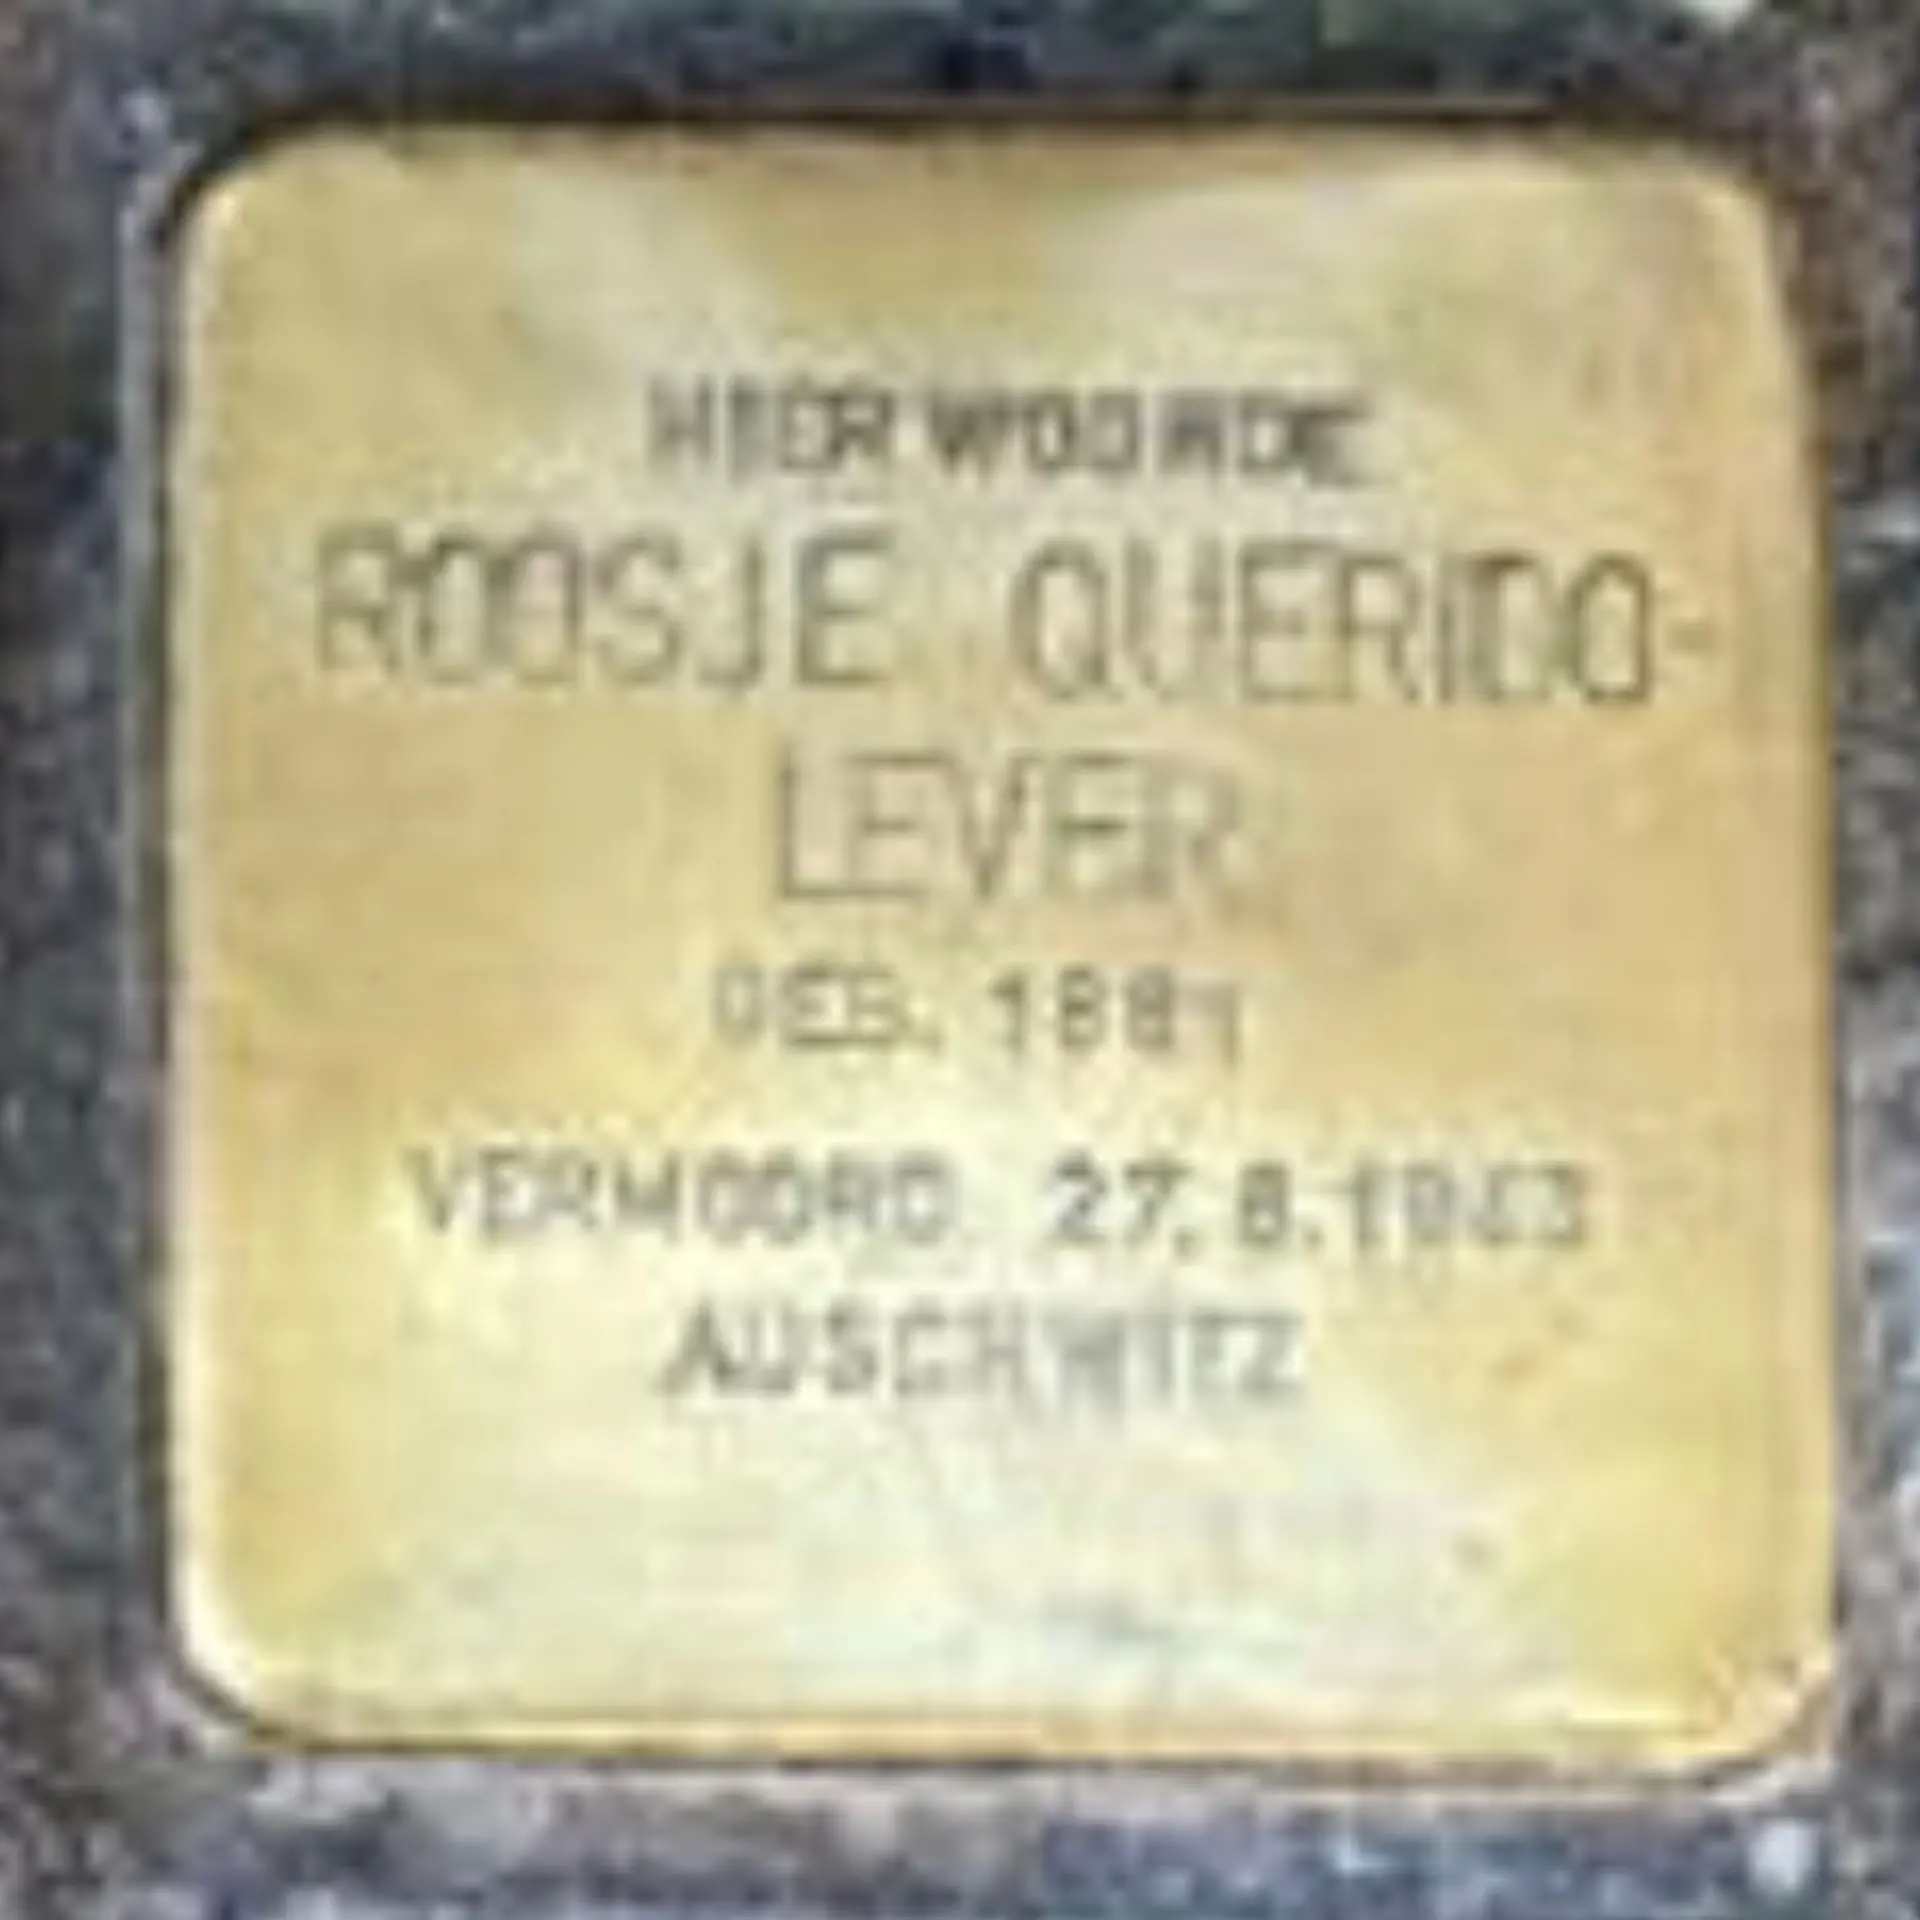 HIER WOONDE
ROOSJE QUERIDO-
LEVER
GEB. 1881
VERMOORD 27.8.1943
AUSCHWITZ